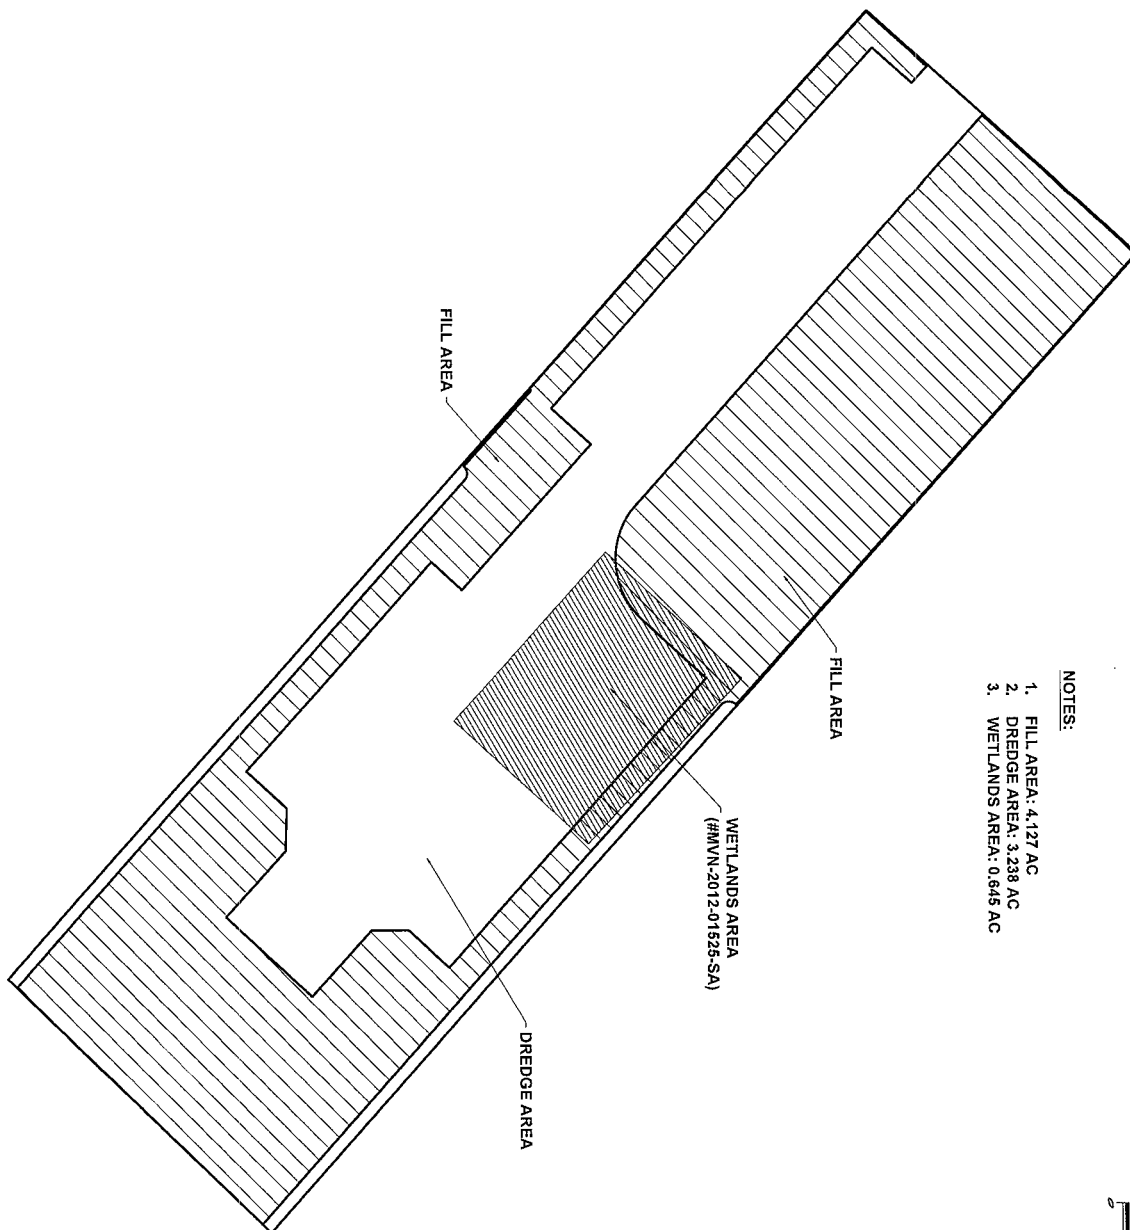 NOTES:
1. FILL AREA: 4.127 AC
2. DREDGE AREA: 3.238 AC
3. WETLANDS AREA: 0.645 AC
FILL AREA
WETLANDS AREA
(#MVN-2012-01525-SA)
DREDGE AREA
FILL AREA